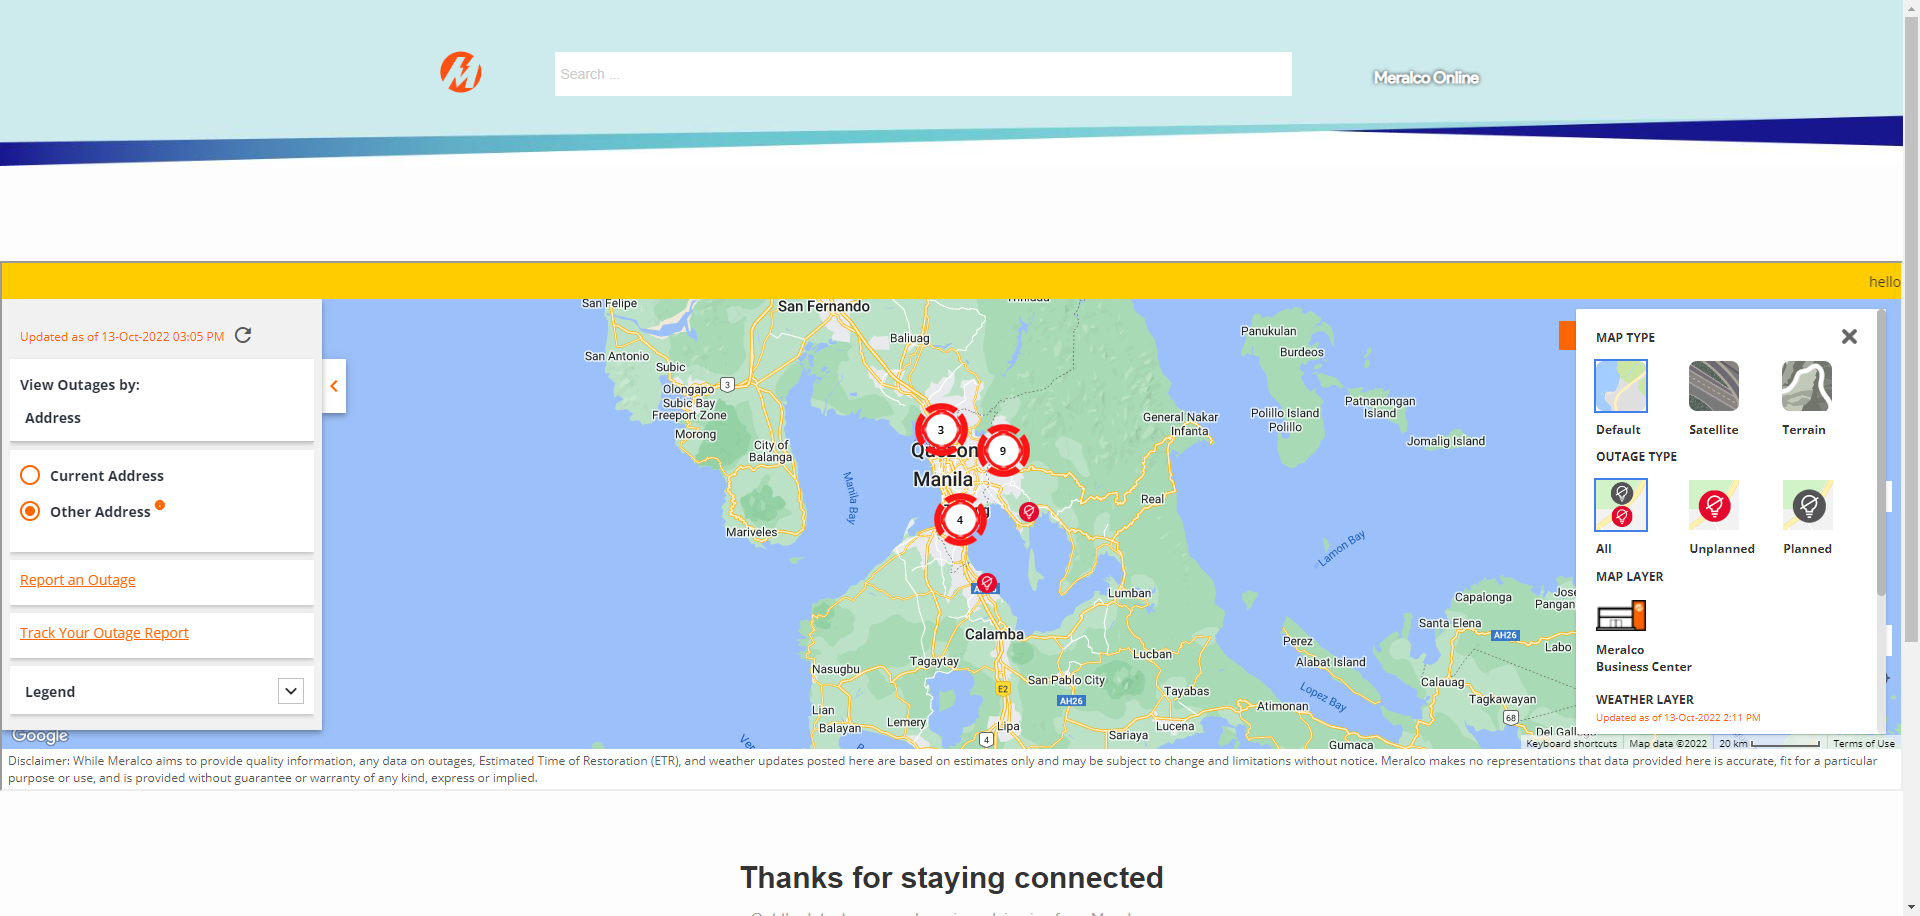 Search ...
Meralco Online
hello
Updated as of 13-Oct-2022 03:05 PM
View Outages by:
Address
Current Address
Other Address
Report an Outage
Track Your Outage Report
Legend
San Felipe
San Fernando
Baliuag
San Antonio
Subic
Olongapo
3
Subic Bay
Freeport Zone
Morong
City of
Balanga
Mariveles
Manila Bay
3
9
Quezon
Manila
4
Panukulan
Burdeos
General Nakar
Infanta
Polillo Island
Polillo
Patnanongan
Island
Jomalig Island
Real
Lamon Bay
Lumban
Calamba
Nasugbu
Tagaytay
Lucban
San Pablo City
E2
AH26
Tayabas
Lian
Balayan
Lemery
4
Lipa
Lucena
Sariaya
Atimonan
Lopez Bay
Perez
Alabat Island
Calauag
Tagkawayan
68
Gumaca
Capalonga
Santa Elena
AH26
Labo
MAP TYPE
Default
Satellite
Terrain
OUTAGE TYPE
All
Unplanned
Planned
MAP LAYER
Meralco
Business Center
WEATHER LAYER
Updated as of 13-Oct-2022 2:11 PM
Google
Keyboard shortcuts
Map data ©2022
20 km
Terms of Use
Disclaimer: While Meralco aims to provide quality information, any data on outages, Estimated Time of Restoration (ETR), and weather updates posted here are based on estimates only and may be subject to change and limitations without notice. Meralco makes no representations that data provided here is accurate, fit for a particular
purpose or use, and is provided without guarantee or warranty of any kind, express or implied.
Thanks for staying connected